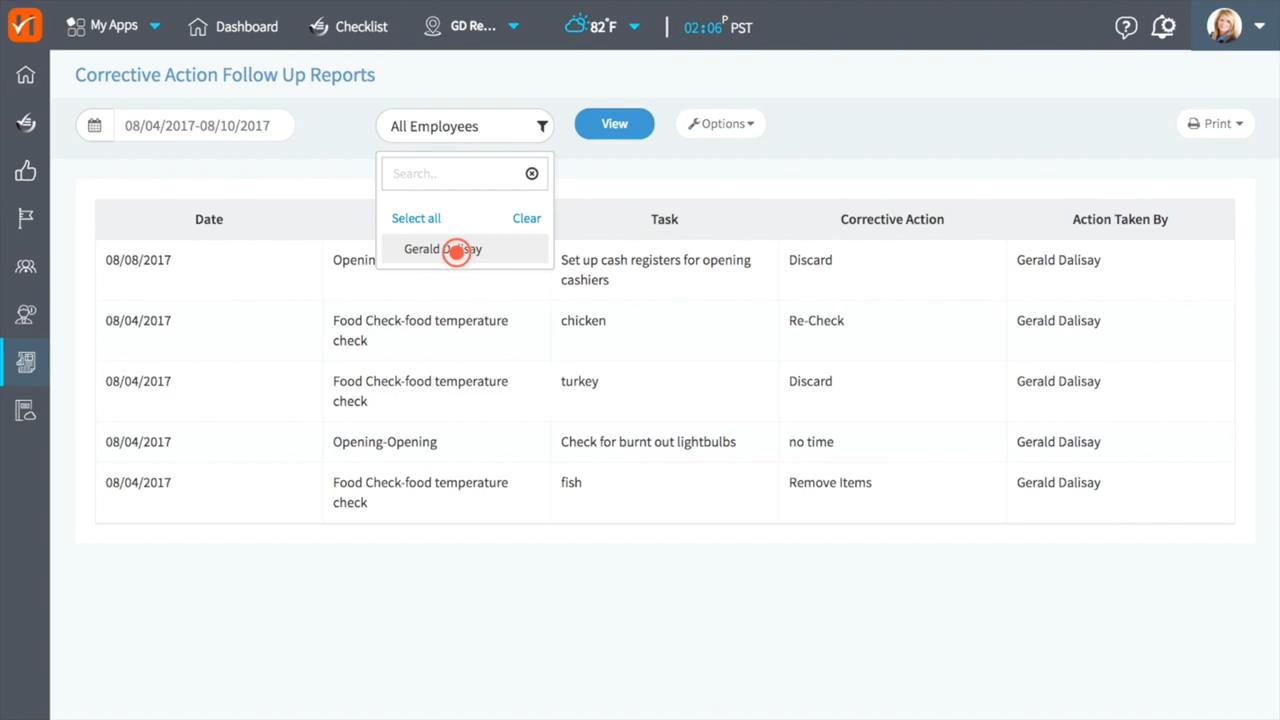 My Apps
Dashboard
Checklist
GD Re...
82°F
02:06 P PST
Corrective Action Follow Up Reports
08/04/2017-08/10/2017
All Employees
View
Options
Print
Search..
Select all
Clear
Gerald Dalisay
Date
Task
Corrective Action
Action Taken By
08/08/2017
Set up cash registers for opening
cashiers
Discard
Gerald Dalisay
08/04/2017
Food Check-food temperature
check
chicken
Re-Check
Gerald Dalisay
08/04/2017
Food Check-food temperature
check
turkey
Discard
Gerald Dalisay
08/04/2017
Opening-Opening
Check for burnt out lightbulbs
no time
Gerald Dalisay
08/04/2017
Food Check-food temperature
check
fish
Remove Items
Gerald Dalisay